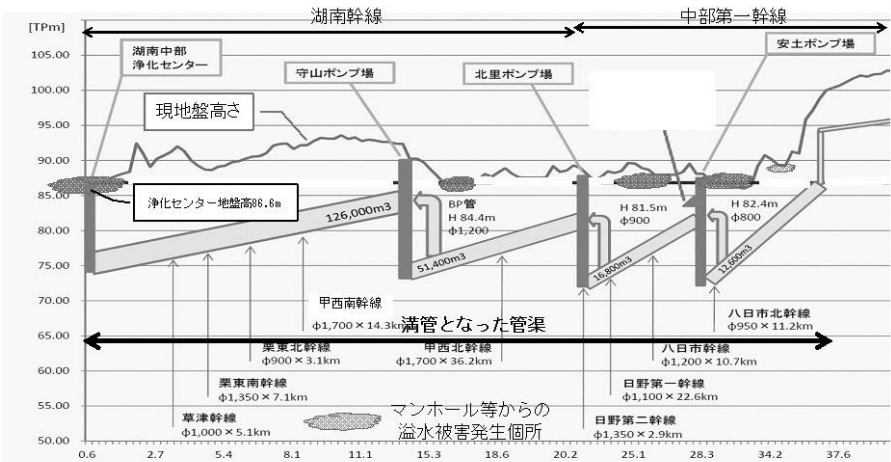 湖南幹線
中部第一幹線
[TPm]
105.00
100.00
95.00
90.00
85.00
80.00
75.00
70.00
65.00
60.00
55.00
50.00
湖南中部
浄化センター
守山ポンプ場
北里ポンプ場
安土ポンプ場
現地盤高さ
浄化センター地盤高86.6m
126,000m3
BP管
H 84.4m
φ1,200
51,400m3
H 81.5m
φ900
16,800m3
H 82.4m
φ800
12,600m3
甲西南幹線
φ1,700×14.3km
八日市北幹線
φ950×11.2km
満管となった管渠
栗東北幹線
φ900×3.1km
甲西北幹線
φ1,700×36.2km
八日市幹線
φ1,200×10.7km
栗東南幹線
φ1,350×7.1km
日野第一幹線
φ1,100×22.6km
草津幹線
φ1,000×5.1km
マンホール等からの
溢水被害発生個所
日野第二幹線
φ1,350×2.9km
0.6 2.7 5.4 8.1 11.1 15.3 18.6 20.2 25.1 28.3 34.2 37.6